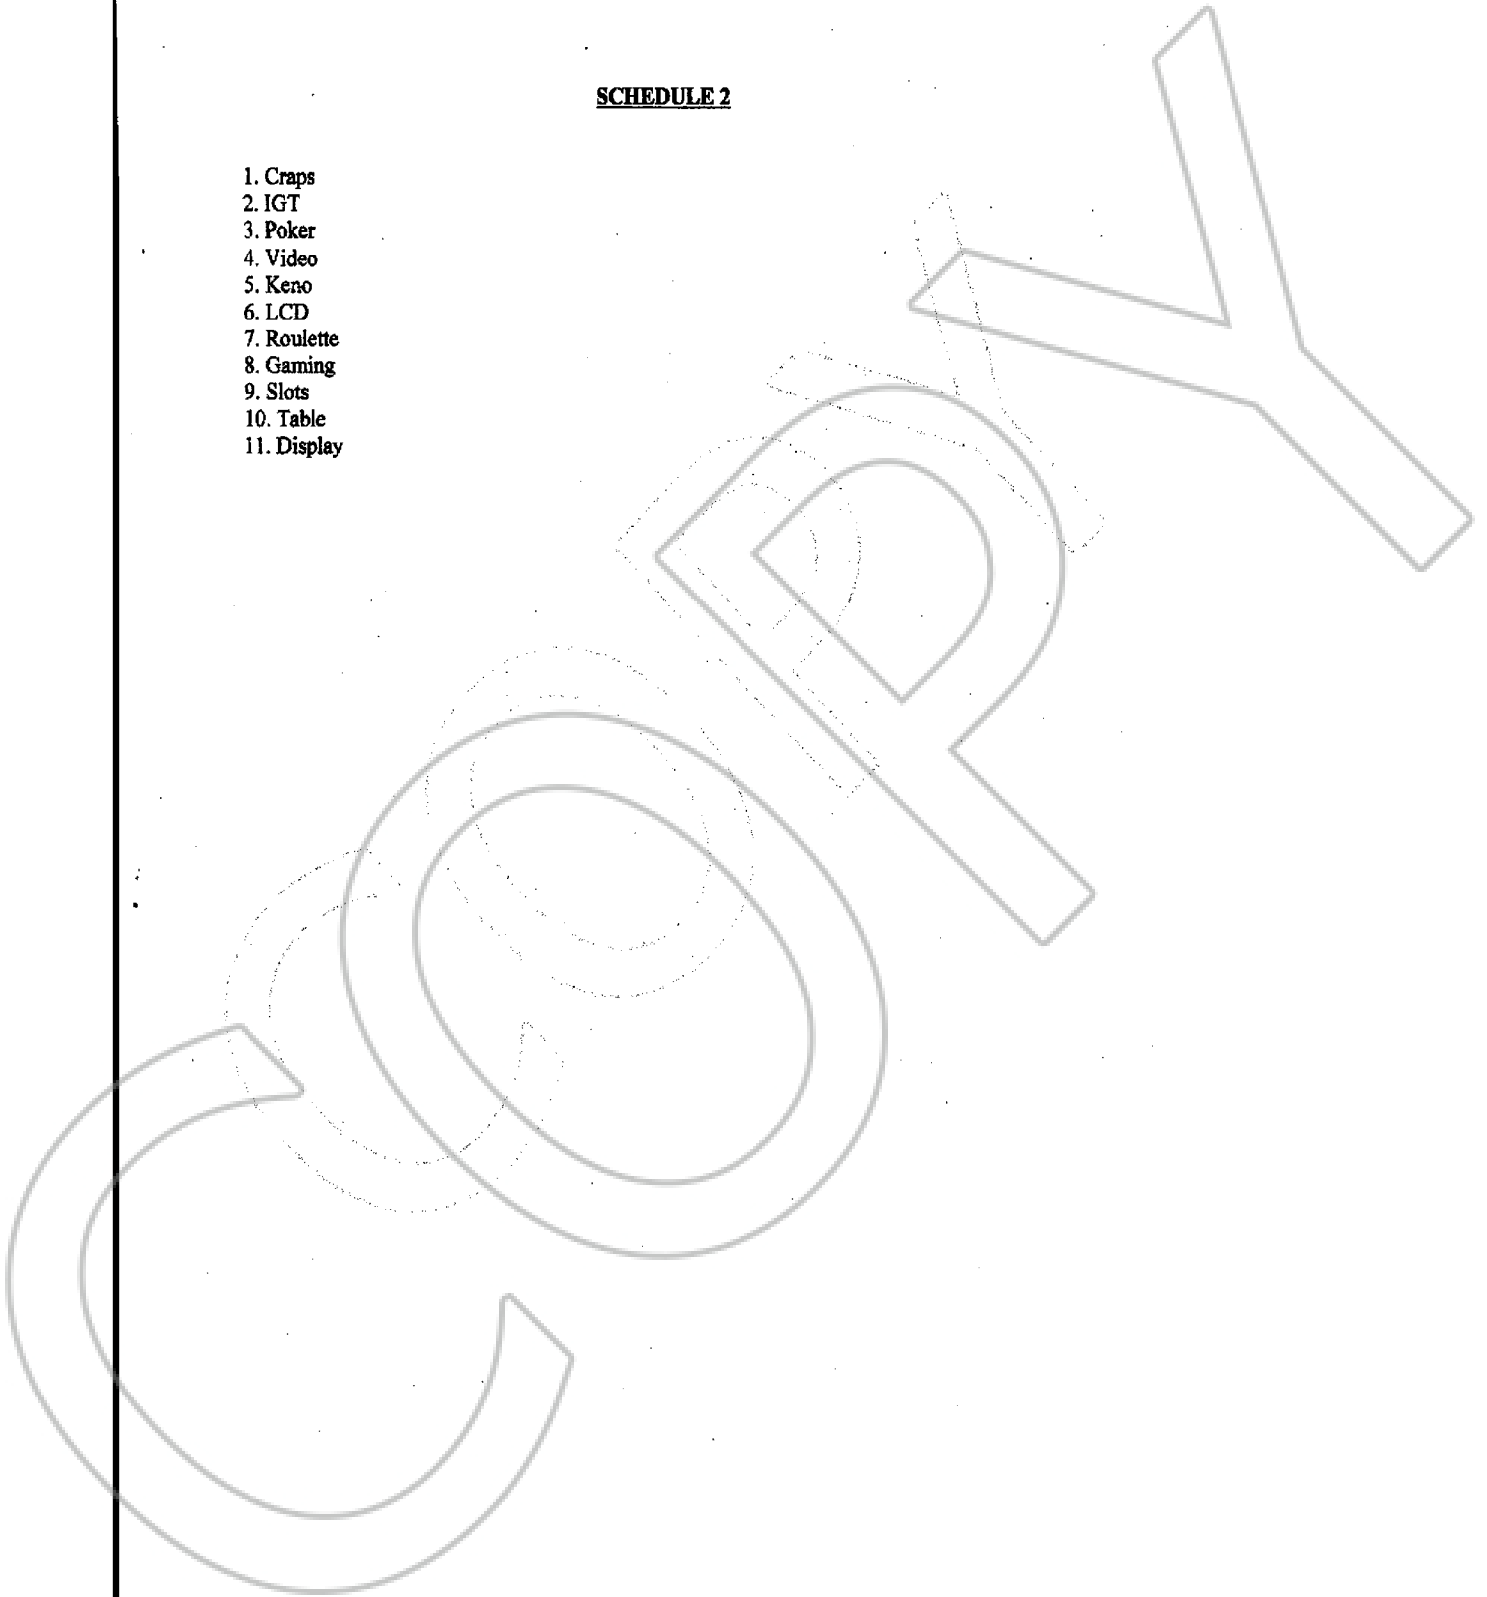 SCHEDULE 2
1. Craps
2. IGT
3. Poker
4. Video
5. Keno
6. LCD
7. Roulette
8. Gaming
9. Slots
10. Table
11. Display
COPY
COPY